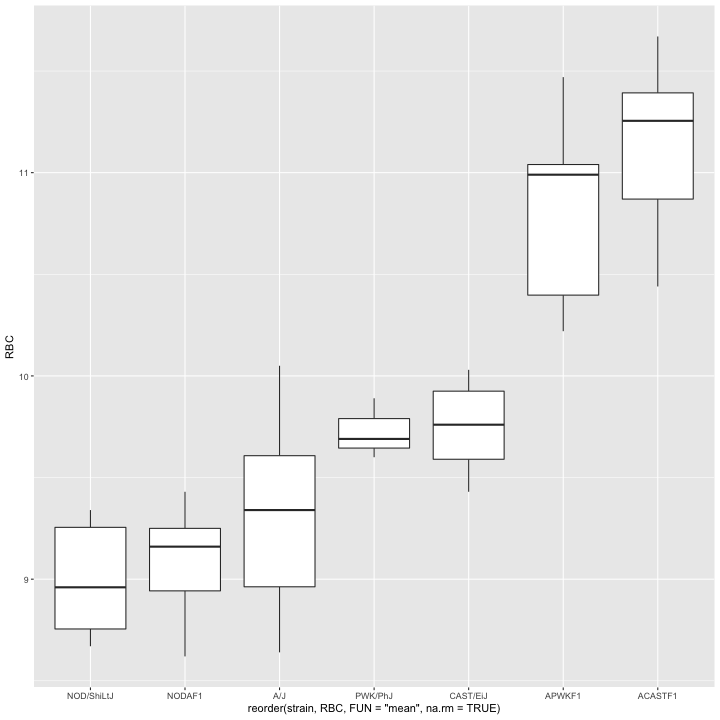 RBC
11
10
9
NOD/ShiLtJ NODAF1 A/J PWK/PhJ CAST/EiJ APWKF1 ACASTF1
reorder(strain, RBC, FUN = "mean", na.rm = TRUE)